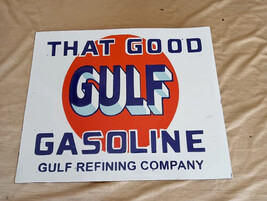 THAT GOOD
GULF
GASOLINE
GULF REFINING COMPANY